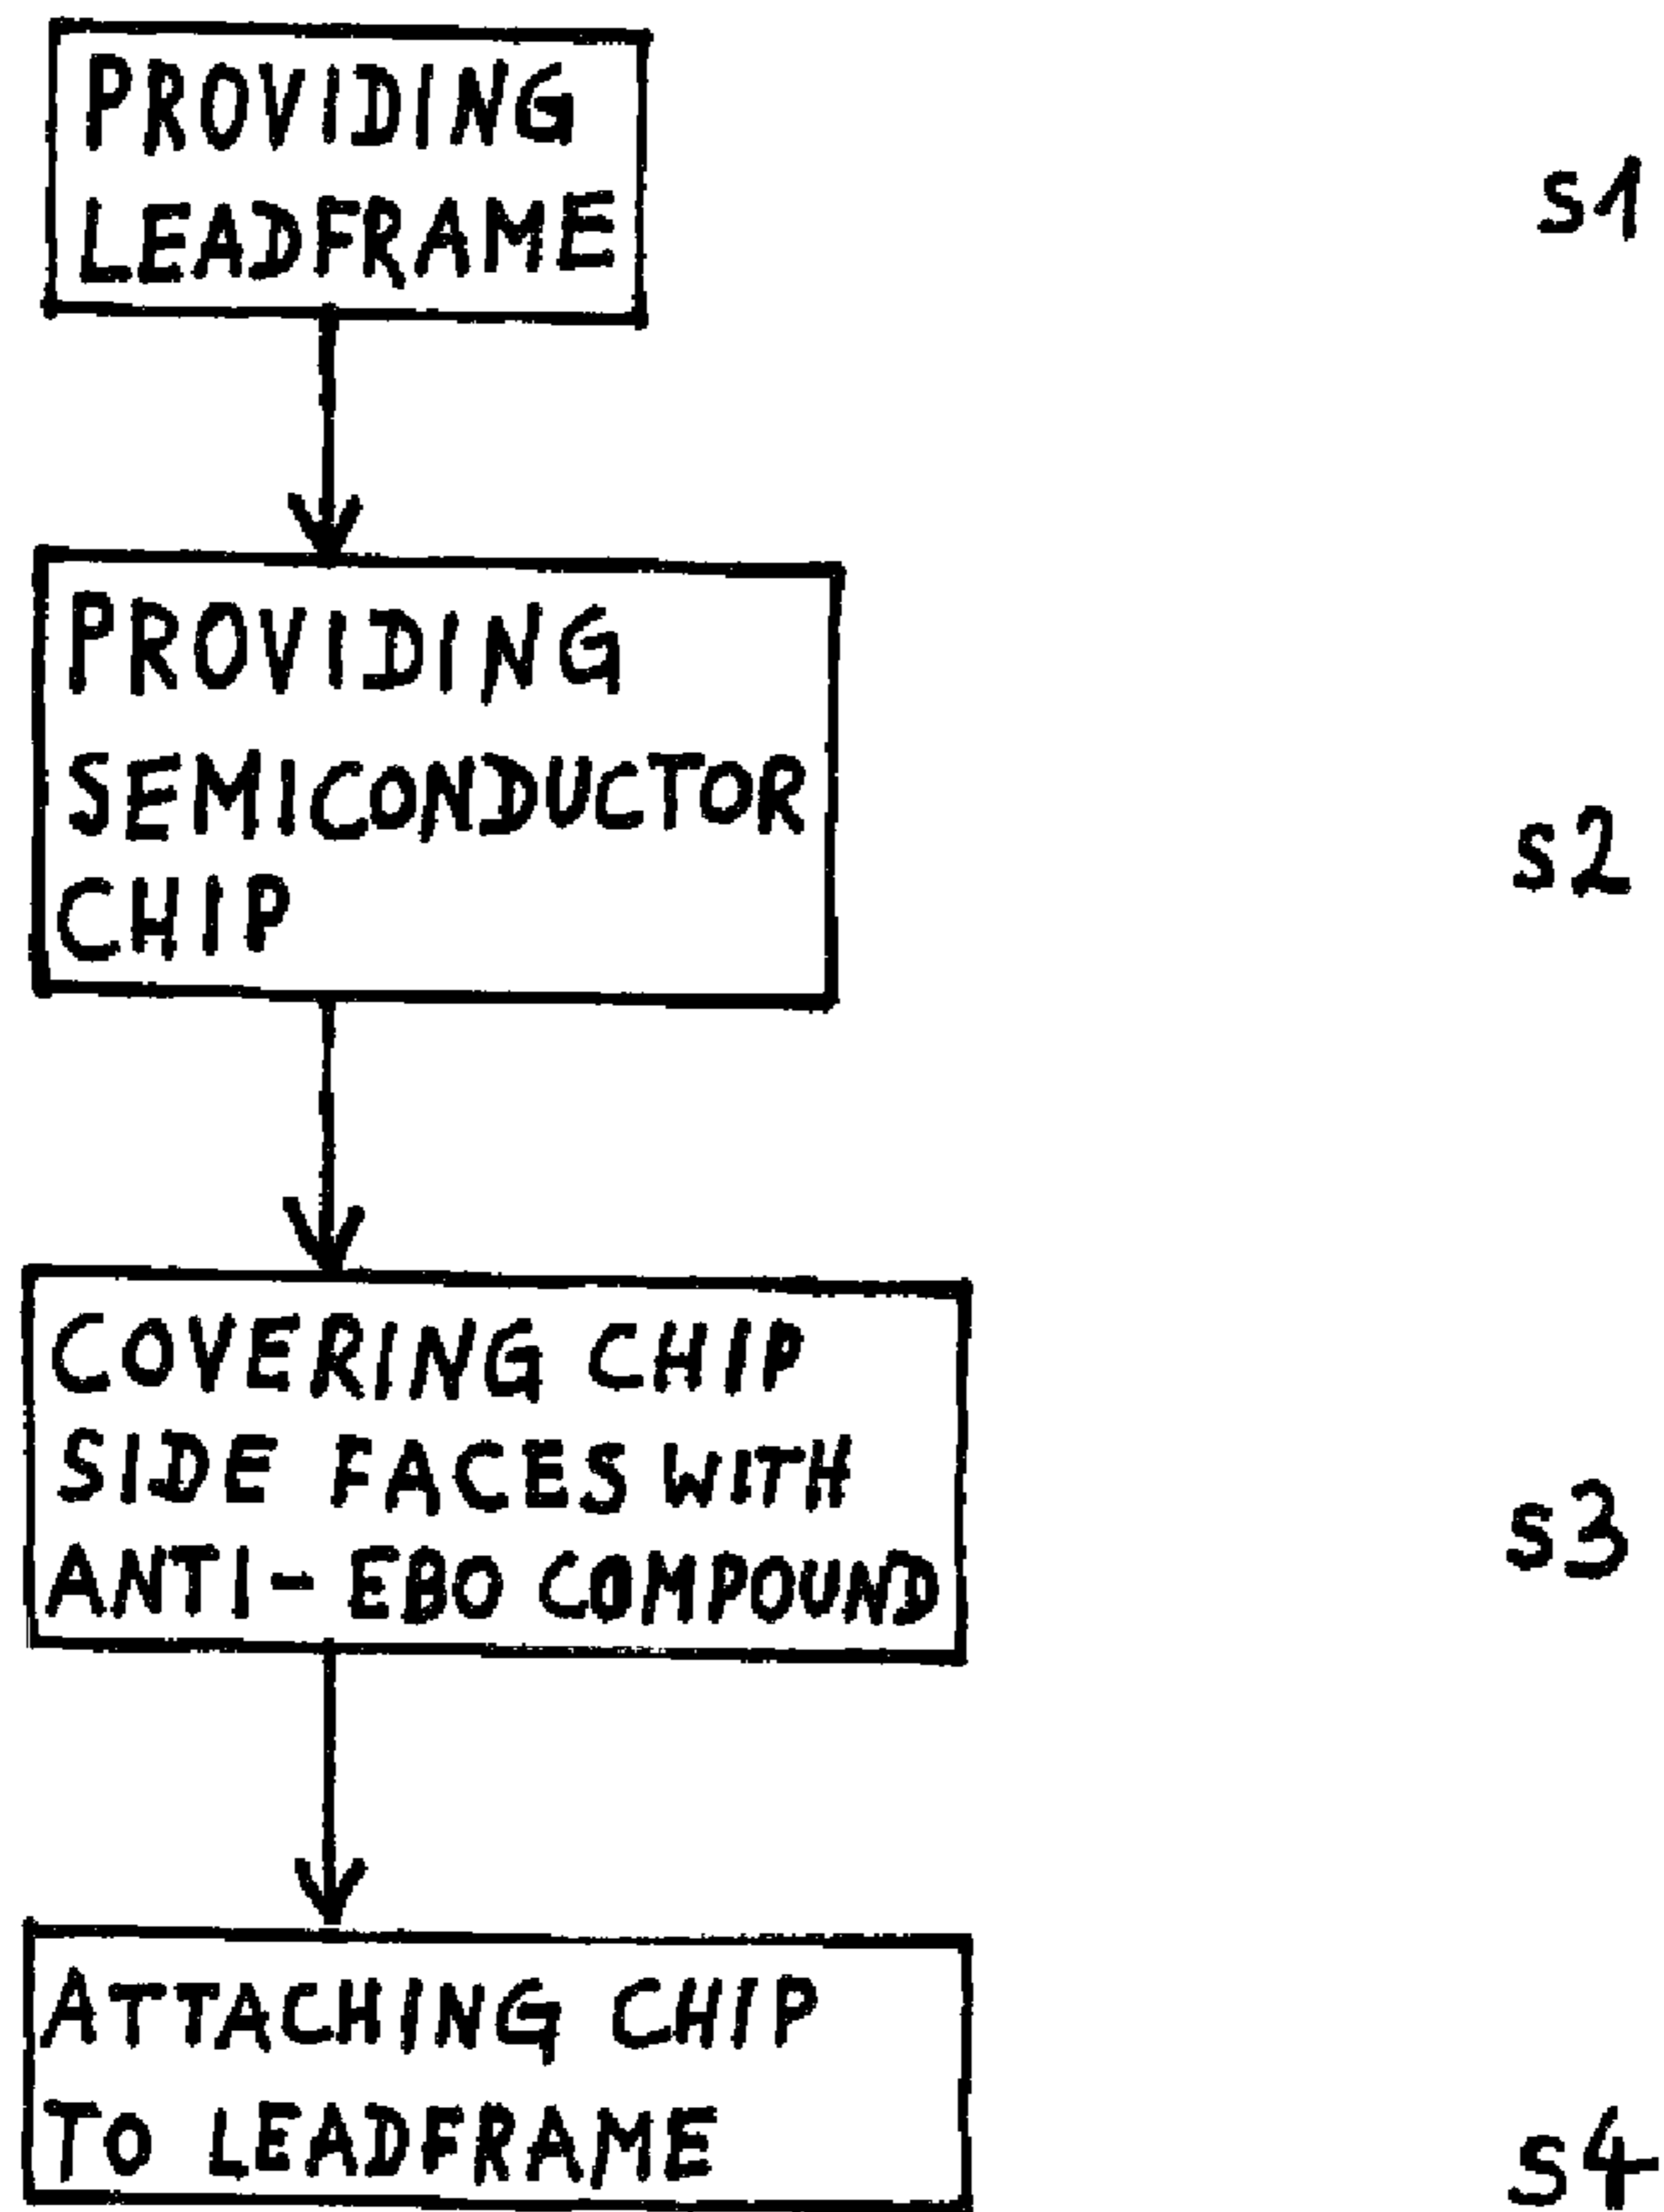 PROVIDING
LEADFRAME
s1
PROVIDING
SEMICONDUCTOR
CHIP
s2
COVERING CHIP
SIDE FACES WITH
ANTI-EBO COMPOUND
s3
ATTACHING CHIP
TO LEADFRAME
s4